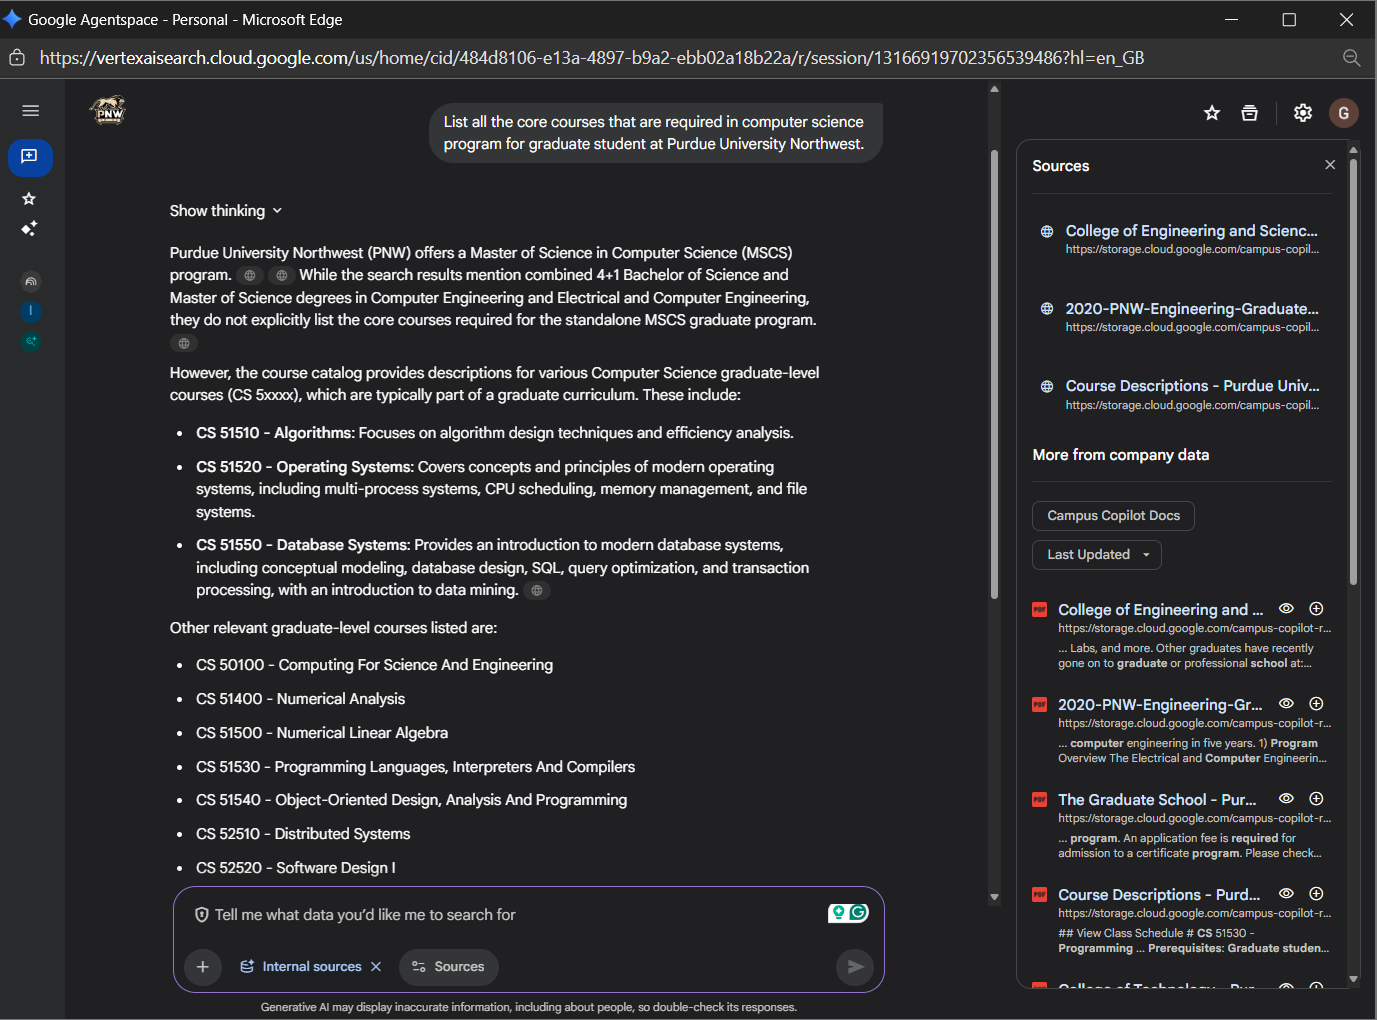 Google Agentspace - Personal - Microsoft Edge
https://vertexaisearch.cloud.google.com/us/home/cid/484d8106-e13a-4897-b9a2-ebb02a18b22a/r/session/13166919702356539486?hl=en_GB
PNW
G
List all the core courses that are required in computer science
program for graduate student at Purdue University Northwest.
Show thinking
Purdue University Northwest (PNW) offers a Master of Science in Computer Science (MSCS)
program. While the search results mention combined 4+1 Bachelor of Science and
Master of Science degrees in Computer Engineering and Electrical and Computer Engineering,
they do not explicitly list the core courses required for the standalone MSCS graduate program.
However, the course catalog provides descriptions for various Computer Science graduate-level
courses (CS 5xxxx), which are typically part of a graduate curriculum. These include:
• CS 51510 - Algorithms: Focuses on algorithm design techniques and efficiency analysis.
• CS 51520 - Operating Systems: Covers concepts and principles of modern operating
systems, including multi-process systems, CPU scheduling, memory management, and file
systems.
• CS 51550 - Database Systems: Provides an introduction to modern database systems,
including conceptual modeling, database design, SQL, query optimization, and transaction
processing, with an introduction to data mining.
Other relevant graduate-level courses listed are:
• CS 50100 - Computing For Science And Engineering
• CS 51400 - Numerical Analysis
• CS 51500 - Numerical Linear Algebra
• CS 51530 - Programming Languages, Interpreters And Compilers
• CS 51540 - Object-Oriented Design, Analysis And Programming
• CS 52510 - Distributed Systems
• CS 52520 - Software Design I
Tell me what data you'd like me to search for
Internal sources
Sources
Generative AI may display inaccurate information, including about people, so double-check its responses.
Sources
College of Engineering and Scienc...
https://storage.cloud.google.com/campus-copil...
2020-PNW-Engineering-Graduate...
https://storage.cloud.google.com/campus-copil...
Course Descriptions - Purdue Univ...
https://storage.cloud.google.com/campus-copil...
More from company data
Campus Copilot Docs
Last Updated
PDF College of Engineering and ...
https://storage.cloud.google.com/campus-copilot-r...
... Labs, and more. Other graduates have recently
gone on to graduate or professional school at:...
PDF 2020-PNW-Engineering-Gr...
https://storage.cloud.google.com/campus-copilot-r...
... computer engineering in five years. 1) Program
Overview The Electrical and Computer Engineerin...
PDF The Graduate School - Pur...
https://storage.cloud.google.com/campus-copilot-r...
... program. An application fee is required for
admission to a certificate program. Please check...
PDF Course Descriptions - Purd...
https://storage.cloud.google.com/campus-copilot-r...
## View Class Schedule # CS 51530 -
Programming ... Prerequisites: Graduate studen...
College of Technology - Pur...